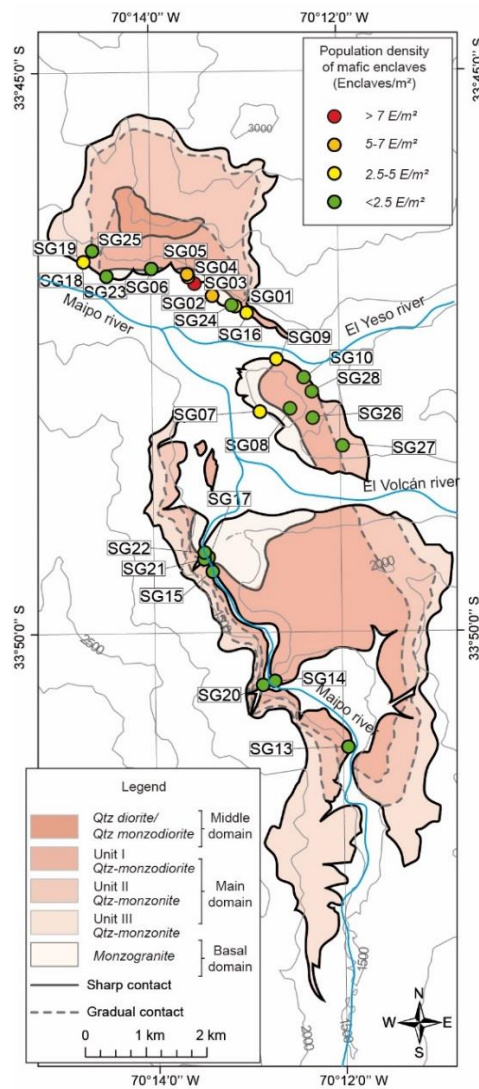 70°14'0'' W
70°12'0'' W
33°45'0'' S
33°45'0'' S
Population density
of mafic enclaves
(Enclaves/m²)
> 7 E/m²
5-7 E/m²
2.5-5 E/m²
<2.5 E/m²
3000
SG19
SG25
SG05
SG04
SG18
SG03
SG23
SG06
SG02
SG01
SG24
SG16
Maipo river
El Yeso river
SG09
SG10
SG28
SG07
SG26
SG08
SG27
El Volcán river
SG17
SG22
SG21
SG15
2000
2500
33°50'0'' S
33°50'0'' S
SG20
SG14
Maipo river
SG13
Legend
Qtz diorite/
Qtz monzodiorite
Middle
domain
Unit I
Qtz-monzodiorite
Unit II
Qtz-monzonite
Main
domain
Unit III
Qtz-monzonite
Monzogranite
Basal
domain
Sharp contact
Gradual contact
0 1 km 2 km
1500
2000
1500
N
W E
S
70°14'0'' W
70°12'0'' W